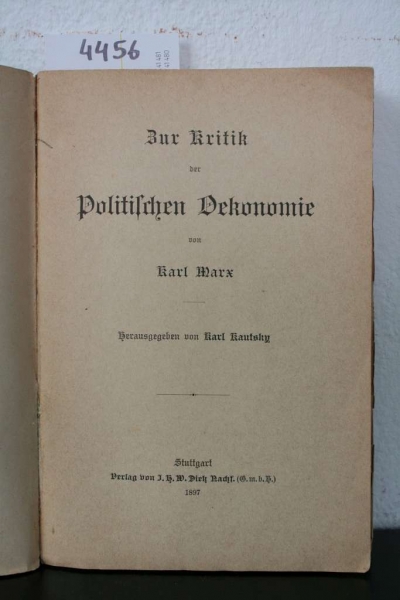 4456
Zur Kritik
der
Politischen Oekonomie
von
Karl Marx
Herausgegeben von Karl Kautsky
Stuttgart
Verlag von J. H. W. Dietz Nachf. (G. m. b. H.)
1897